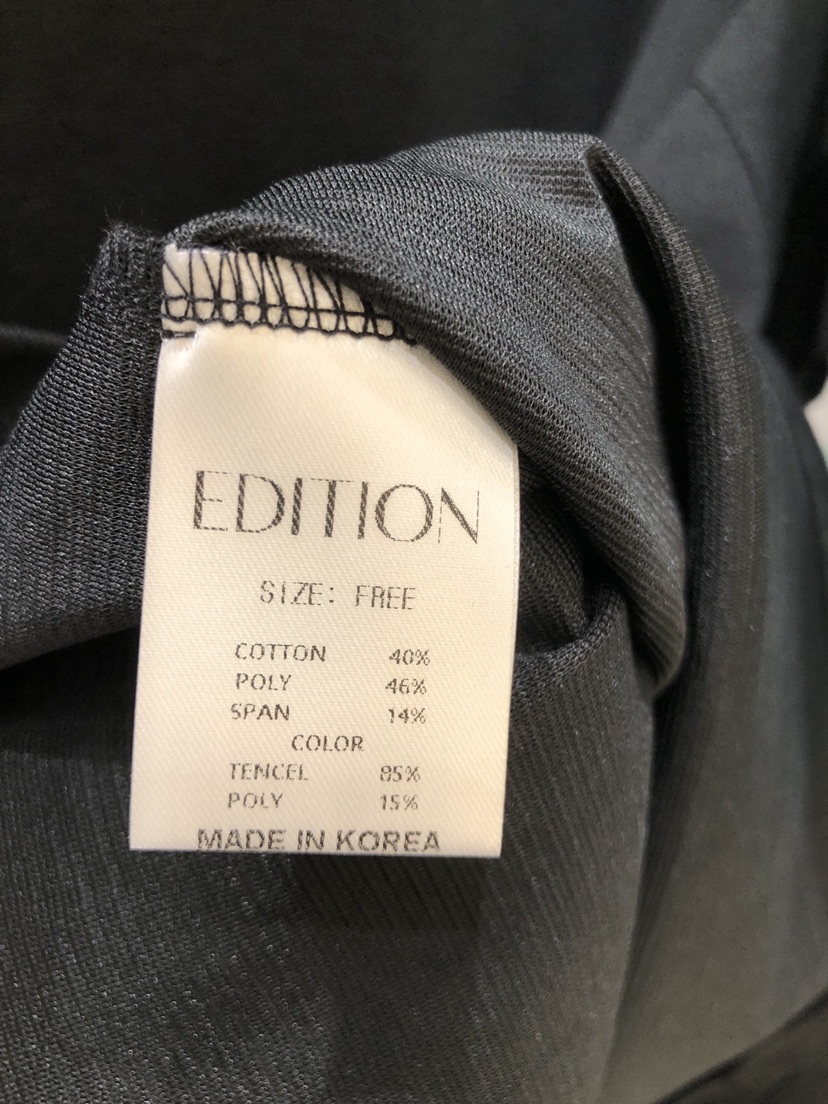 EDITION
SIZE: FREE
COTTON 40%
POLY 46%
SPAN 14%
COLOR
TENCEL 85%
POLY 15%
MADE IN KOREA